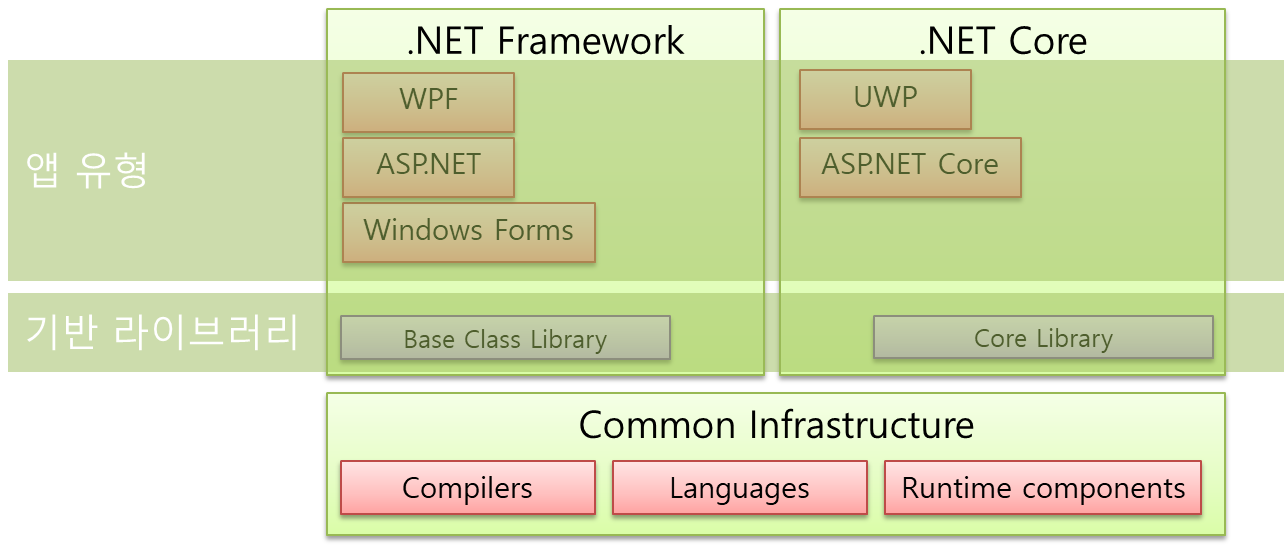 .NET Framework
.NET Core
앱 유형
WPF
ASP.NET
Windows Forms
UWP
ASP.NET Core
기반 라이브러리
Base Class Library
Core Library
Common Infrastructure
Compilers
Languages
Runtime components